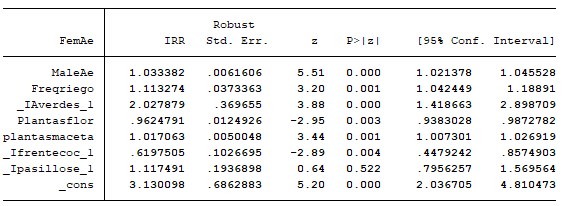 Robust
FemAe IRR Std. Err. z P>|z| [95% Conf. Interval]
MaleAe 1.033382 .0061606 5.51 0.000 1.021378 1.045528
Freqriego 1.113274 .0373363 3.20 0.001 1.042449 1.18891
_IAverdes_1 2.027879 .369655 3.88 0.000 1.418663 2.898709
Plantasflor .9624791 .0124926 -2.95 0.003 .9383028 .9872782
plantasmaceta 1.017063 .0050048 3.44 0.001 1.007301 1.026919
_Ifrentecoc_1 .6197505 .1026695 -2.89 0.004 .4479242 .8574903
_Ipasillose_1 1.117491 .1936898 0.64 0.522 .7956257 1.569564
_cons 3.130098 .6862883 5.20 0.000 2.036705 4.810473